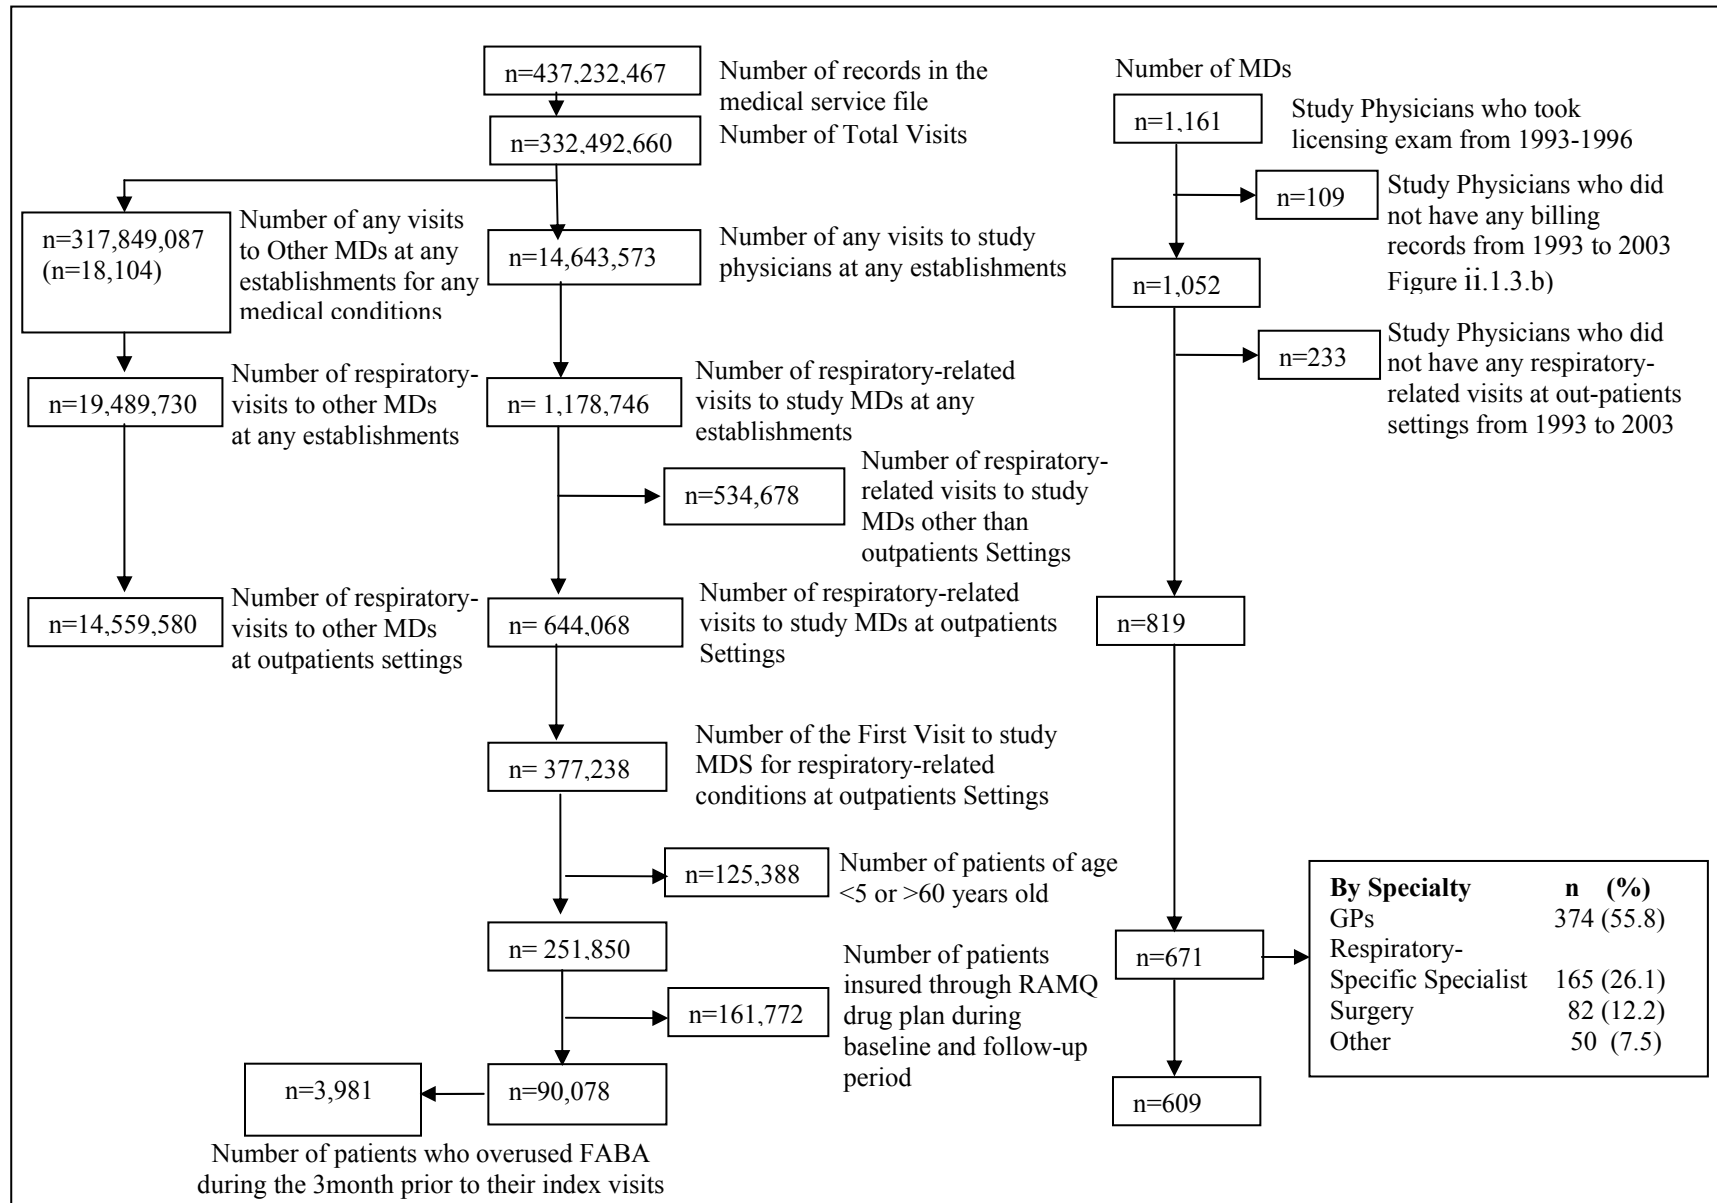 n=437,232,467
Number of records in the
medical service file
n=332,492,660
Number of Total Visits
n=317,849,087
(n=18,104)
Number of any visits
to Other MDs at any
establishments for any
medical conditions
n=14,643,573
Number of any visits to study
physicians at any establishments
n=19,489,730
Number of respiratory-
visits to other MDs
at any establishments
n= 1,178,746
Number of respiratory-related
visits to study MDs at any
establishments
n=534,678
Number of respiratory-
related visits to study
MDs other than
outpatients Settings
n=14,559,580
Number of respiratory-
visits to other MDs
at outpatients settings
n= 644,068
Number of respiratory-related
visits to study MDs at outpatients
Settings
n= 377,238
Number of the First Visit to study
MDS for respiratory-related
conditions at outpatients Settings
n=125,388
Number of patients of age
<5 or >60 years old
n= 251,850
n=161,772
Number of patients
insured through RAMQ
drug plan during
baseline and follow-up
period
n=3,981
n=90,078
Number of patients who overused FABA
during the 3month prior to their index visits
Number of MDs
n=1,161
Study Physicians who took
licensing exam from 1993-1996
n=109
Study Physicians who did
not have any billing
records from 1993 to 2003
Figure ii.1.3.b)
n=1,052
n=233
Study Physicians who did
not have any respiratory-
related visits at out-patients
settings from 1993 to 2003
n=819
n=671
By Specialty n (%)
GPs 374 (55.8)
Respiratory-
Specific Specialist 165 (26.1)
Surgery 82 (12.2)
Other 50 (7.5)
n=609